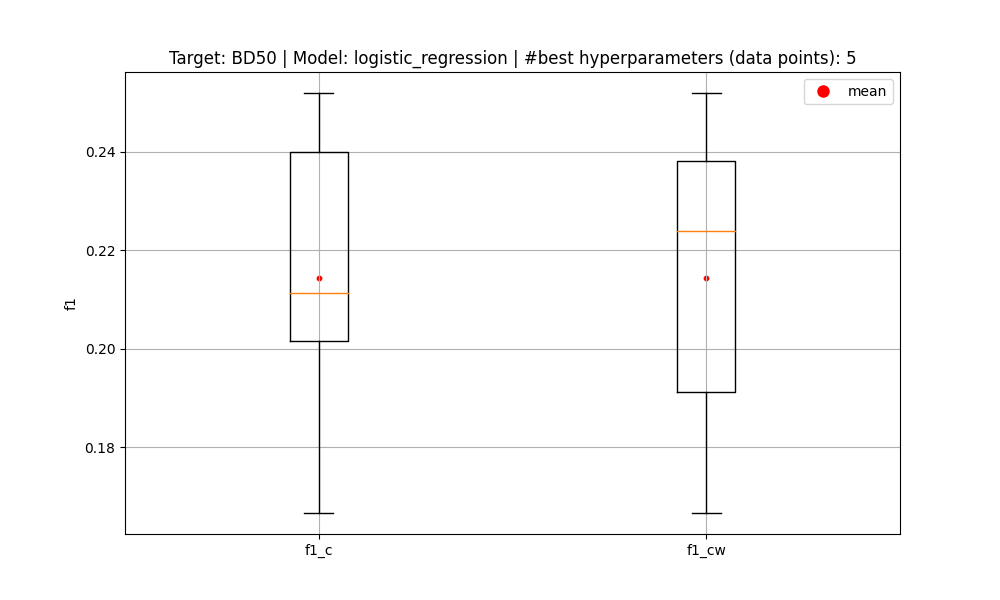 Target: BD50 | Model: logistic_regression | #best hyperparameters (data points): 5
mean
0.24
0.22
0.20
0.18
f1
f1_c
f1_cw